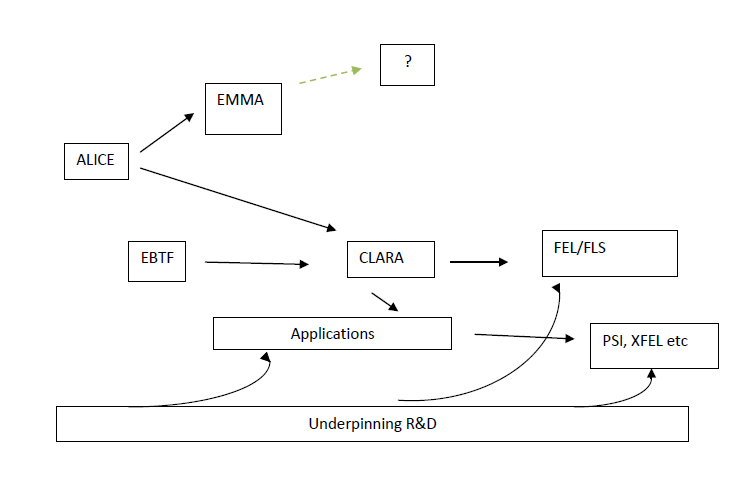 ?
EMMA
ALICE
EBTF
CLARA
FEL/FLS
Applications
PSI, XFEL etc
Underpinning R&D